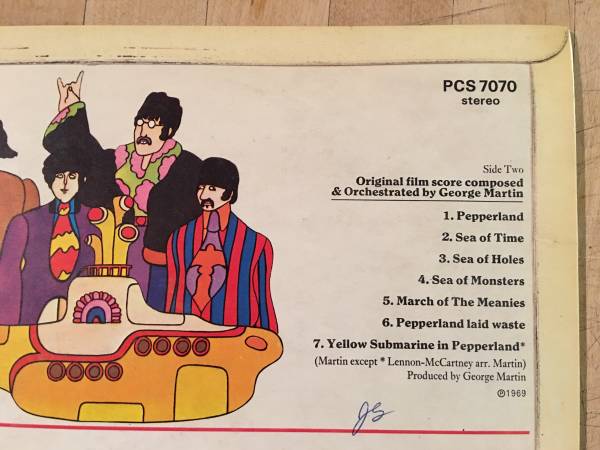 PCS 7070
stereo
Side Two
Original film score composed
& Orchestrated by George Martin
1. Pepperland
2. Sea of Time
3. Sea of Holes
4. Sea of Monsters
5. March of The Meanies
6. Pepperland laid waste
7. Yellow Submarine in Pepperland*
(Martin except * Lennon-McCartney arr. Martin)
Produced by George Martin
℗1969